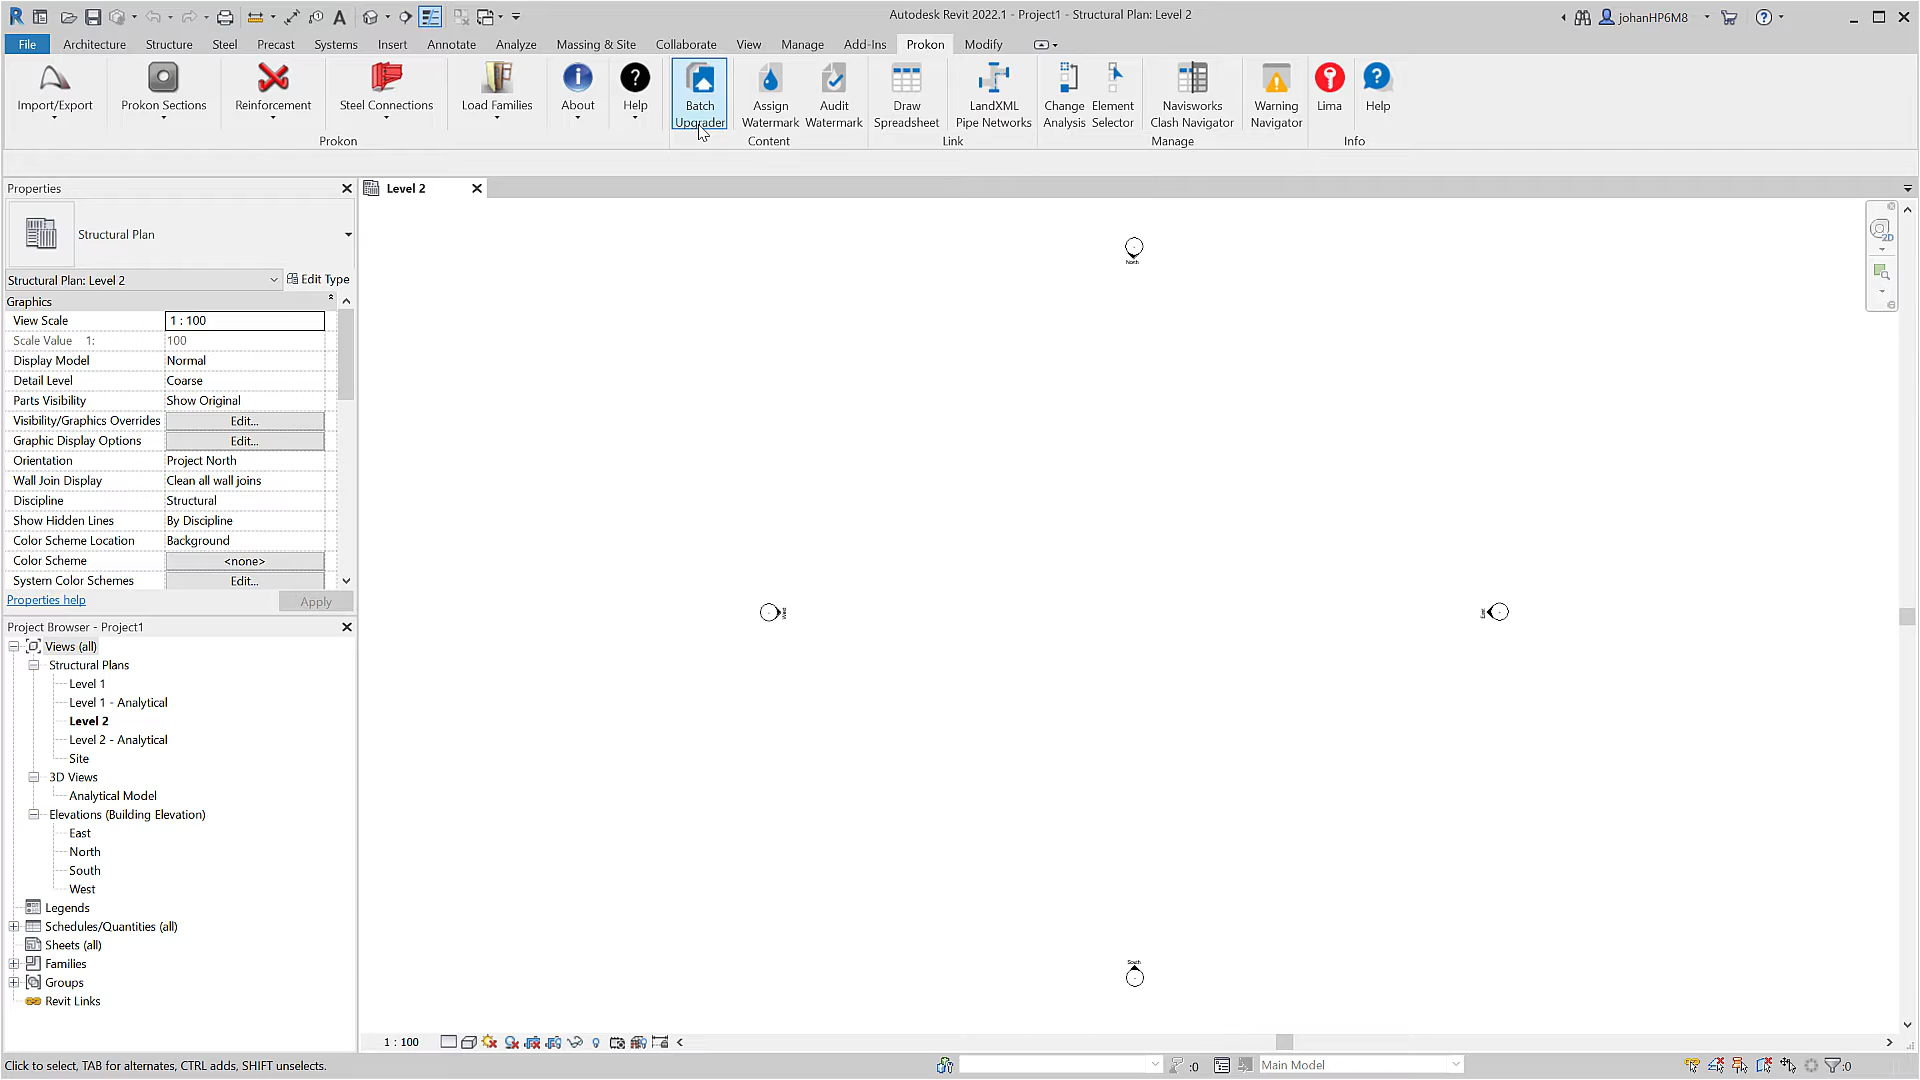 Autodesk Revit 2022.1 - Project1 - Structural Plan: Level 2
johanHP6M8
File Architecture Structure Steel Precast Systems Insert Annotate Analyze Massing & Site Collaborate View Manage Add-Ins Prokon Modify
Import/Export
Prokon Sections
Reinforcement
Steel Connections
Load Families
About
Help
Batch
Upgrader
Assign
Watermark
Audit
Watermark
Draw
Spreadsheet
LandXML
Pipe Networks
Change
Analysis
Element
Selector
Navisworks
Clash Navigator
Warning
Navigator
Lima
Help
Prokon Content Link Manage Info
Properties
Structural Plan
Structural Plan: Level 2 Edit Type
Graphics
View Scale 1 : 100
Scale Value 1: 100
Display Model Normal
Detail Level Coarse
Parts Visibility Show Original
Visibility/Graphics Overrides Edit...
Graphic Display Options Edit...
Orientation Project North
Wall Join Display Clean all wall joins
Discipline Structural
Show Hidden Lines By Discipline
Color Scheme Location Background
Color Scheme <none>
System Color Schemes Edit...
Properties help Apply
Project Browser - Project1
Views (all)
Structural Plans
Level 1
Level 1 - Analytical
Level 2
Level 2 - Analytical
Site
3D Views
Analytical Model
Elevations (Building Elevation)
East
North
South
West
Legends
Schedules/Quantities (all)
Sheets (all)
Families
Groups
Revit Links
Level 2
2D
North
West
East
South
1 : 100
Click to select, TAB for alternates, CTRL adds, SHIFT unselects.
:0
Main Model
:0